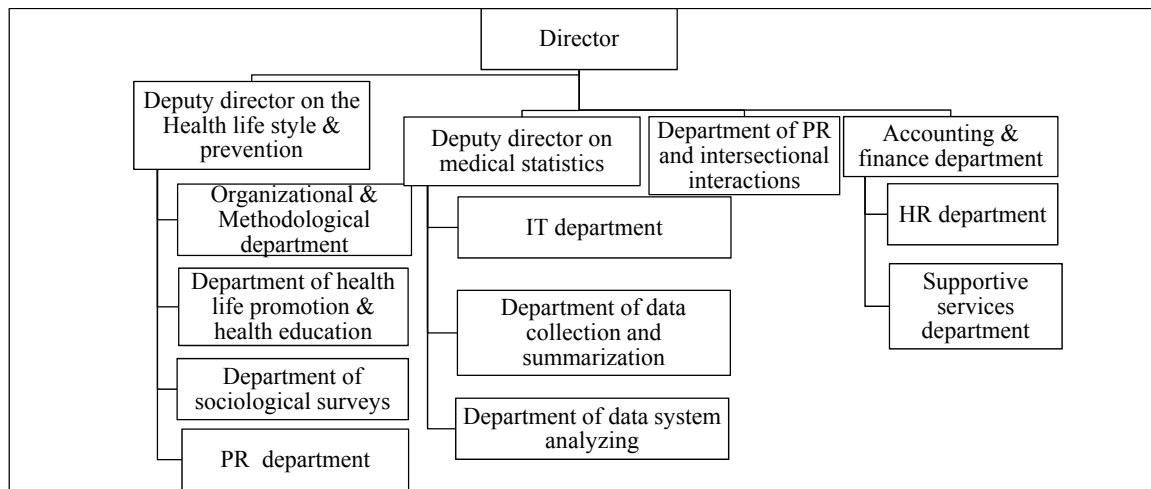 Director
Deputy director on the
Health life style &
prevention
Deputy director on
medical statistics
Department of PR
and intersectional
interactions
Accounting &
finance department
Organizational &
Methodological
department
Department of health
life promotion &
health education
Department of
sociological surveys
PR department
IT department
Department of data
collection and
summarization
Department of data system
analyzing
HR department
Supportive
services
department